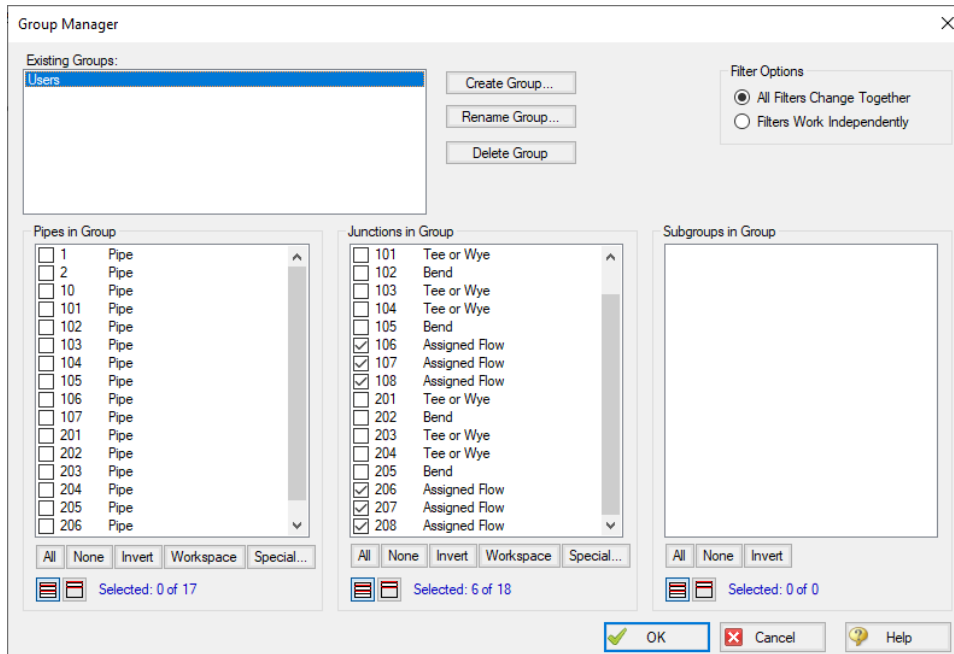 Group Manager
Existing Groups:
Users
Create Group...
Rename Group...
Delete Group
Filter Options
All Filters Change Together
Filters Work Independently
Pipes in Group
1 Pipe
2 Pipe
10 Pipe
101 Pipe
102 Pipe
103 Pipe
104 Pipe
105 Pipe
106 Pipe
107 Pipe
201 Pipe
202 Pipe
203 Pipe
204 Pipe
205 Pipe
206 Pipe
All None Invert Workspace Special...
Selected: 0 of 17
Junctions in Group
101 Tee or Wye
102 Bend
103 Tee or Wye
104 Tee or Wye
105 Bend
106 Assigned Flow
107 Assigned Flow
108 Assigned Flow
201 Tee or Wye
202 Bend
203 Tee or Wye
204 Tee or Wye
205 Bend
206 Assigned Flow
207 Assigned Flow
208 Assigned Flow
All None Invert Workspace Special...
Selected: 6 of 18
Subgroups in Group
All None Invert
Selected: 0 of 0
OK Cancel Help